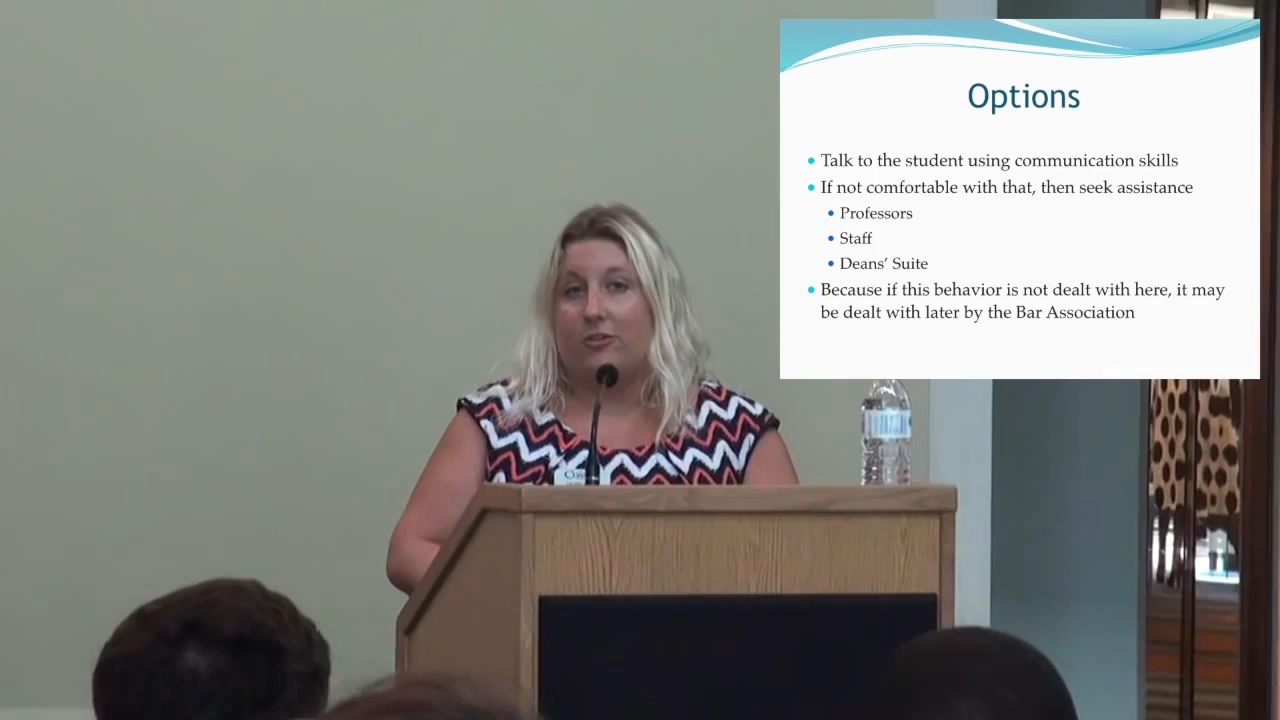 Options
• Talk to the student using communication skills
• If not comfortable with that, then seek assistance
• Professors
• Staff
• Deans’ Suite
• Because if this behavior is not dealt with here, it may
be dealt with later by the Bar Association